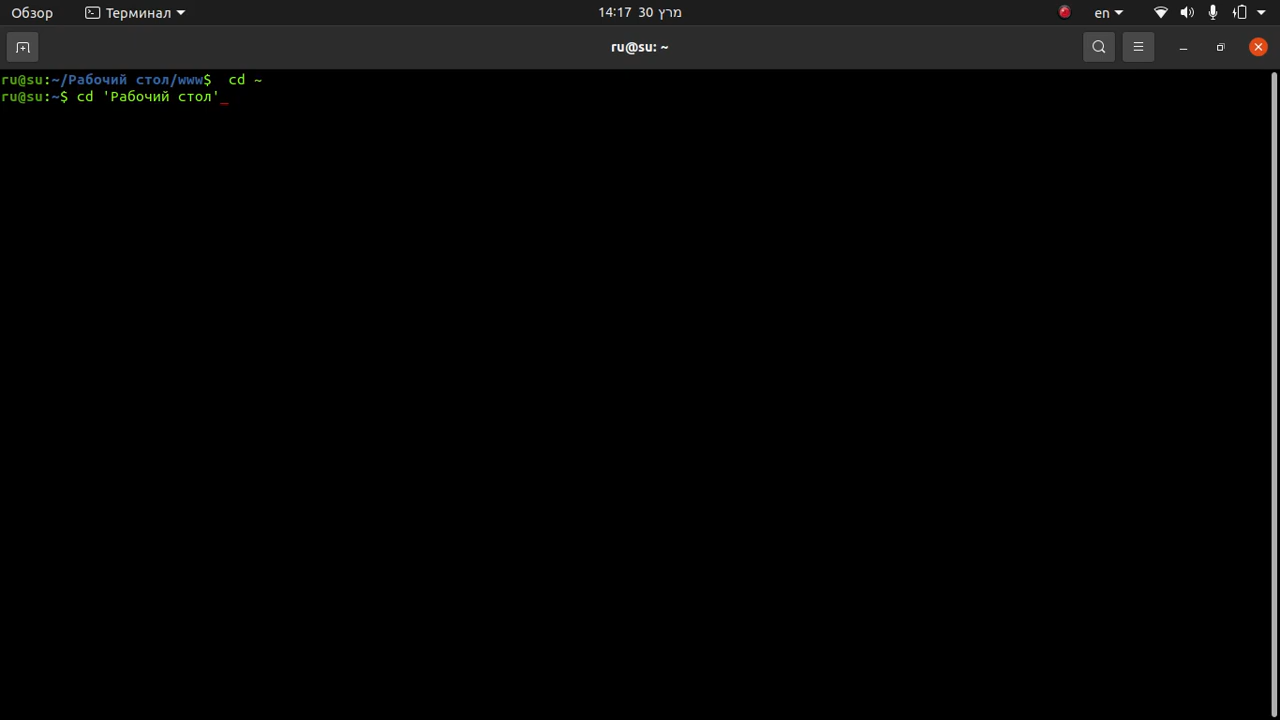 Обзор Терминал 14:17 30 מרץ en
ru@su: ~
ru@su:~/Рабочий стол/www$  cd ~
ru@su:~$ cd 'Рабочий стол'_